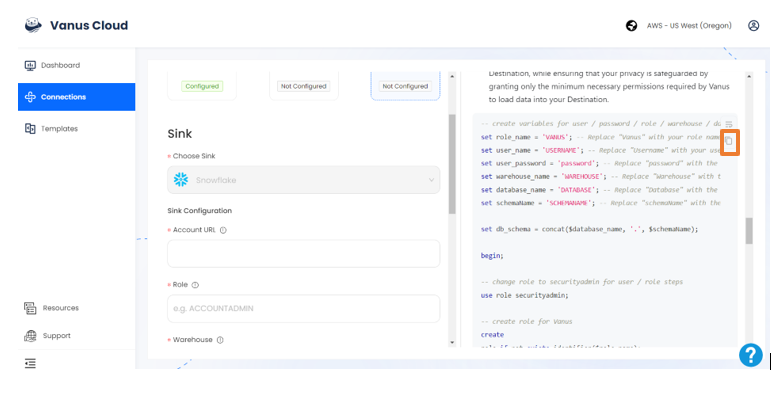 Vanus Cloud
AWS - US West (Oregon)
Dashboard
Connections
Templates
Resources
Support
Configured
Not Configured
Not Configured
Sink
* Choose Sink
Snowflake
Sink Configuration
* Account URL
* Role
e.g. ACCOUNTADMIN
* Warehouse
Destination, while ensuring that your privacy is safeguarded by
granting only the minimum necessary permissions required by Vanus
to load data into your Destination.
-- create variables for user / password / role / warehouse /
set role_name = 'VANUS'; -- Replace "Vanus" with your role name
set user_name = 'USERNAME'; -- Replace "Username" with your
set user_password = 'password'; -- Replace "password" with the
set warehouse_name = 'WAREHOUSE'; -- Replace "Warehouse" with t
set database_name = 'DATABASE'; -- Replace "Database" with the
set schemaName = 'SCHEMANAME'; -- Replace "schemaName" with the
set db_schema = concat($database_name, '.', $schemaName);
begin;
-- change role to securityadmin for user / role steps
use role securityadmin;
-- create role for Vanus
create